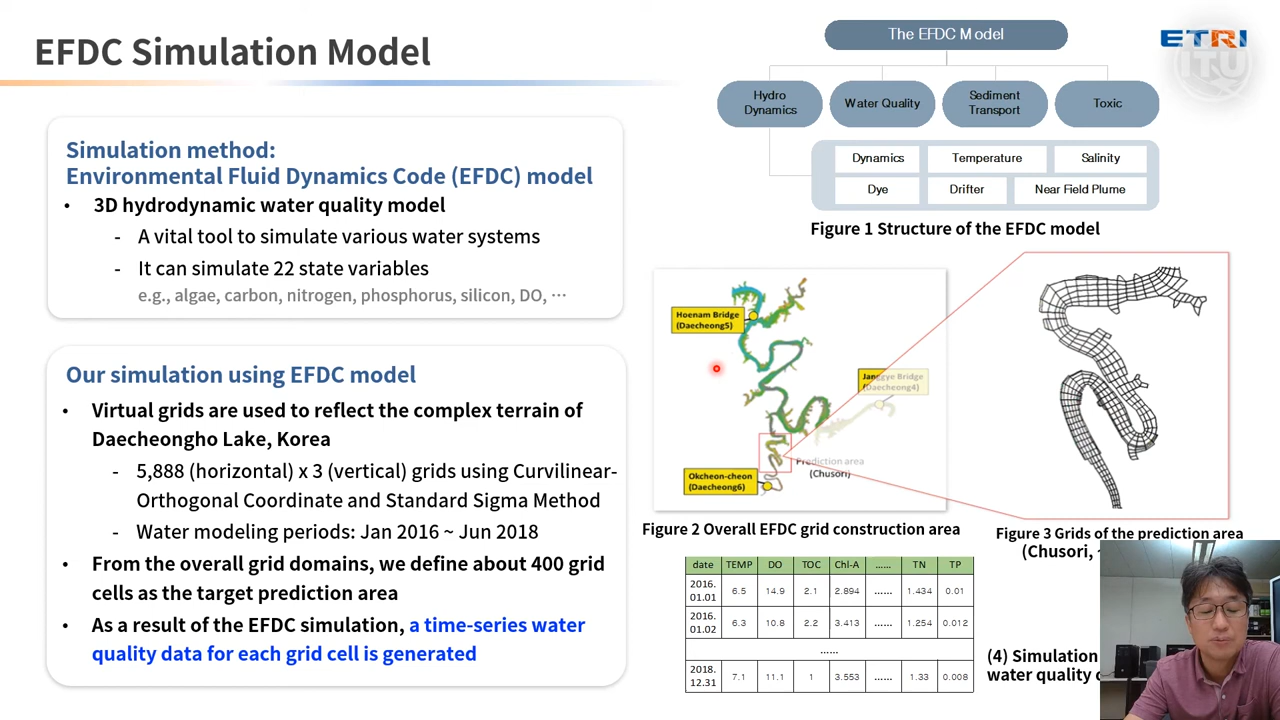 EFDC Simulation Model
ETRI
ITU
Simulation method:
Environmental Fluid Dynamics Code (EFDC) model
• 3D hydrodynamic water quality model
- A vital tool to simulate various water systems
- It can simulate 22 state variables
e.g., algae, carbon, nitrogen, phosphorus, silicon, DO, ⋯
Our simulation using EFDC model
• Virtual grids are used to reflect the complex terrain of
Daecheongho Lake, Korea
- 5,888 (horizontal) x 3 (vertical) grids using Curvilinear-
Orthogonal Coordinate and Standard Sigma Method
- Water modeling periods: Jan 2016 ~ Jun 2018
• From the overall grid domains, we define about 400 grid
cells as the target prediction area
• As a result of the EFDC simulation, a time-series water
quality data for each grid cell is generated
The EFDC Model
Hydro
Dynamics
Water Quality
Sediment
Transport
Toxic
Dynamics Temperature Salinity
Dye Drifter Near Field Plume
Figure 1 Structure of the EFDC model
Hoenam Bridge
(Daecheong5)
Janggye Bridge
(Daecheong4)
Prediction area
(Chusori)
Okcheon-cheon
(Daecheong6)
Figure 2 Overall EFDC grid construction area
Figure 3 Grids of the prediction area
(Chusori,
date TEMP DO TOC Chl-A ...... TN TP
2016.
01.01 6.5 14.9 2.1 2.894 ...... 1.434 0.01
2016.
01.02 6.3 10.8 2.2 3.413 ...... 1.254 0.012
......
2018.
12.31 7.1 11.1 1 3.553 ...... 1.33 0.008
(4) Simulation
water quality